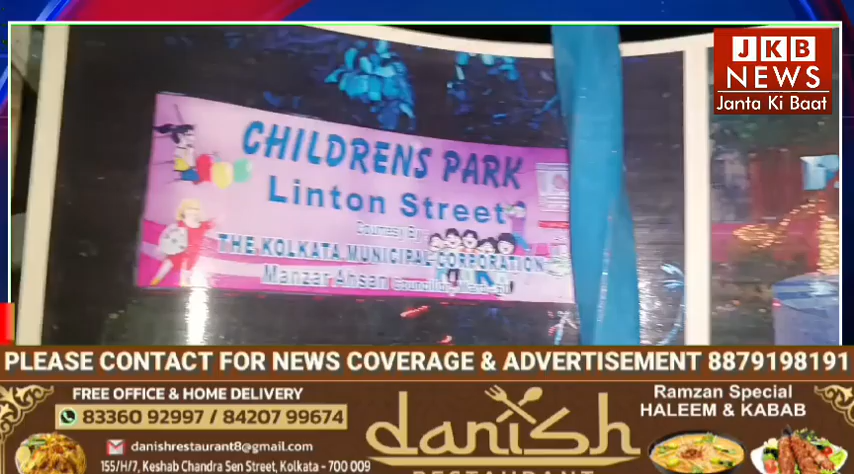 JKB
NEWS
Janta Ki Baat
CHILDRENS PARK
Linton Street
Courtesy By:
THE KOLKATA MUNICIPAL CORPORATION
Manzar Ahsan Councillor
PLEASE CONTACT FOR NEWS COVERAGE & ADVERTISEMENT 8879198191
FREE OFFICE & HOME DELIVERY
83360 92997 / 84207 99674
danishrestaurant8@gmail.com
155/H/7, Keshab Chandra Sen Street, Kolkata - 700 009
danish
RESTAURANT
Ramzan Special
HALEEM & KABAB